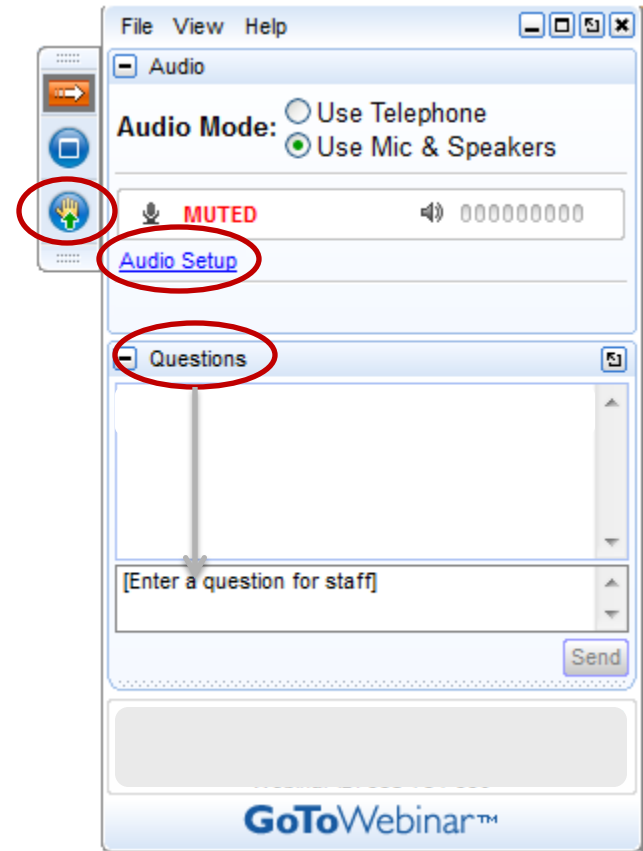 File View Help
Audio
Audio Mode:
Use Telephone
Use Mic & Speakers
MUTED
000000000
Audio Setup
Questions
[Enter a question for staff]
Send
GoToWebinar™